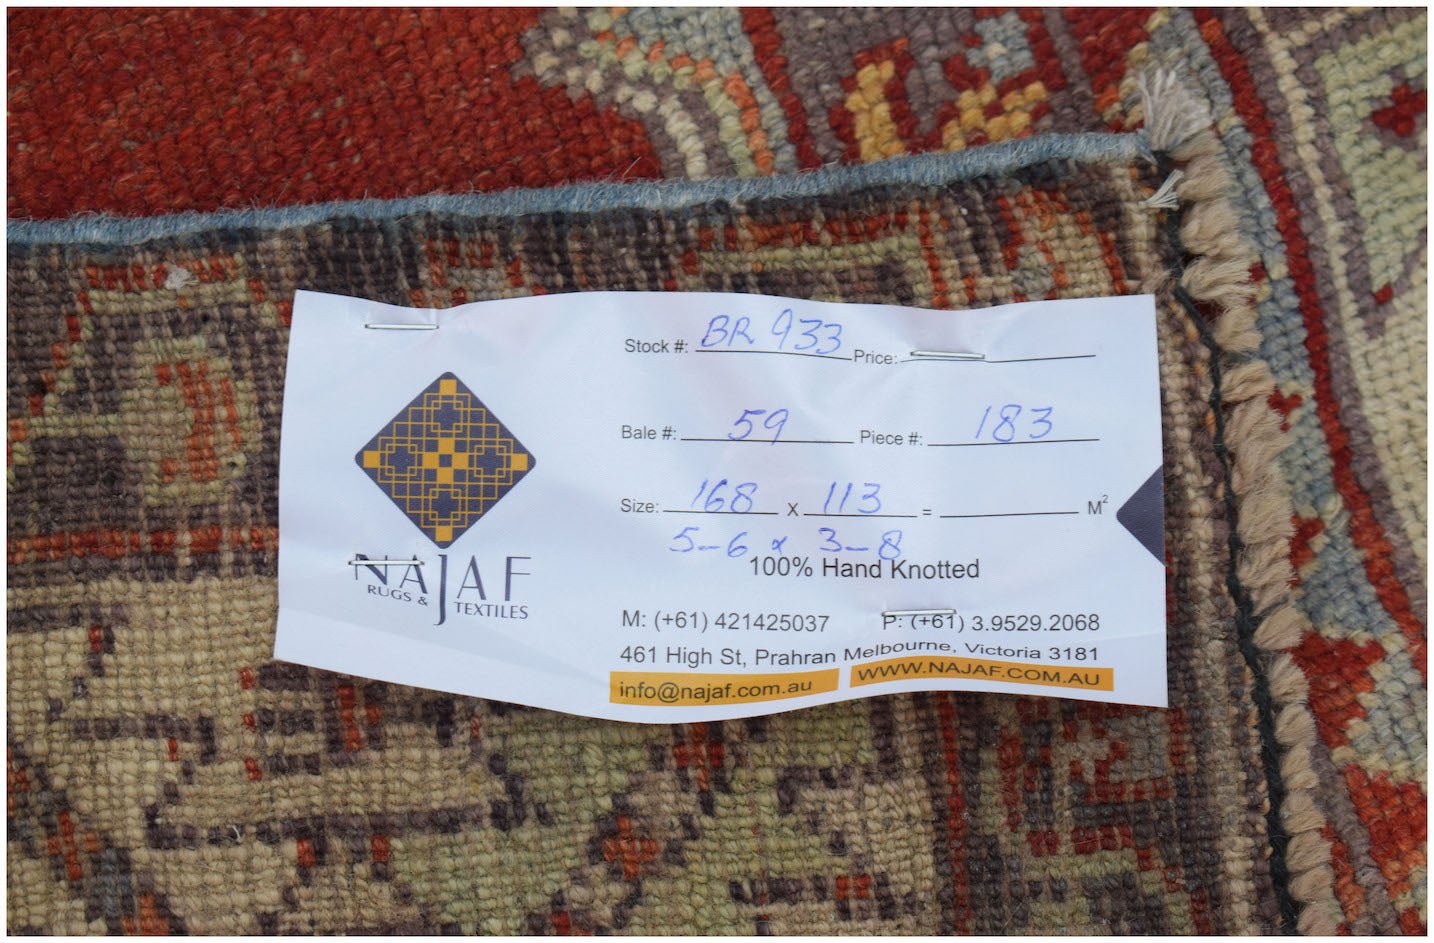 Stock #: BR 933 Price:
Bale #: 59 Piece #: 183
Size: 168 x 113 = M²
5-6 x 3-8
100% Hand Knotted
NAJAF
RUGS & TEXTILES
M: (+61) 421425037 P: (+61) 3.9529.2068
461 High St, Prahran Melbourne, Victoria 3181
info@najaf.com.au WWW.NAJAF.COM.AU